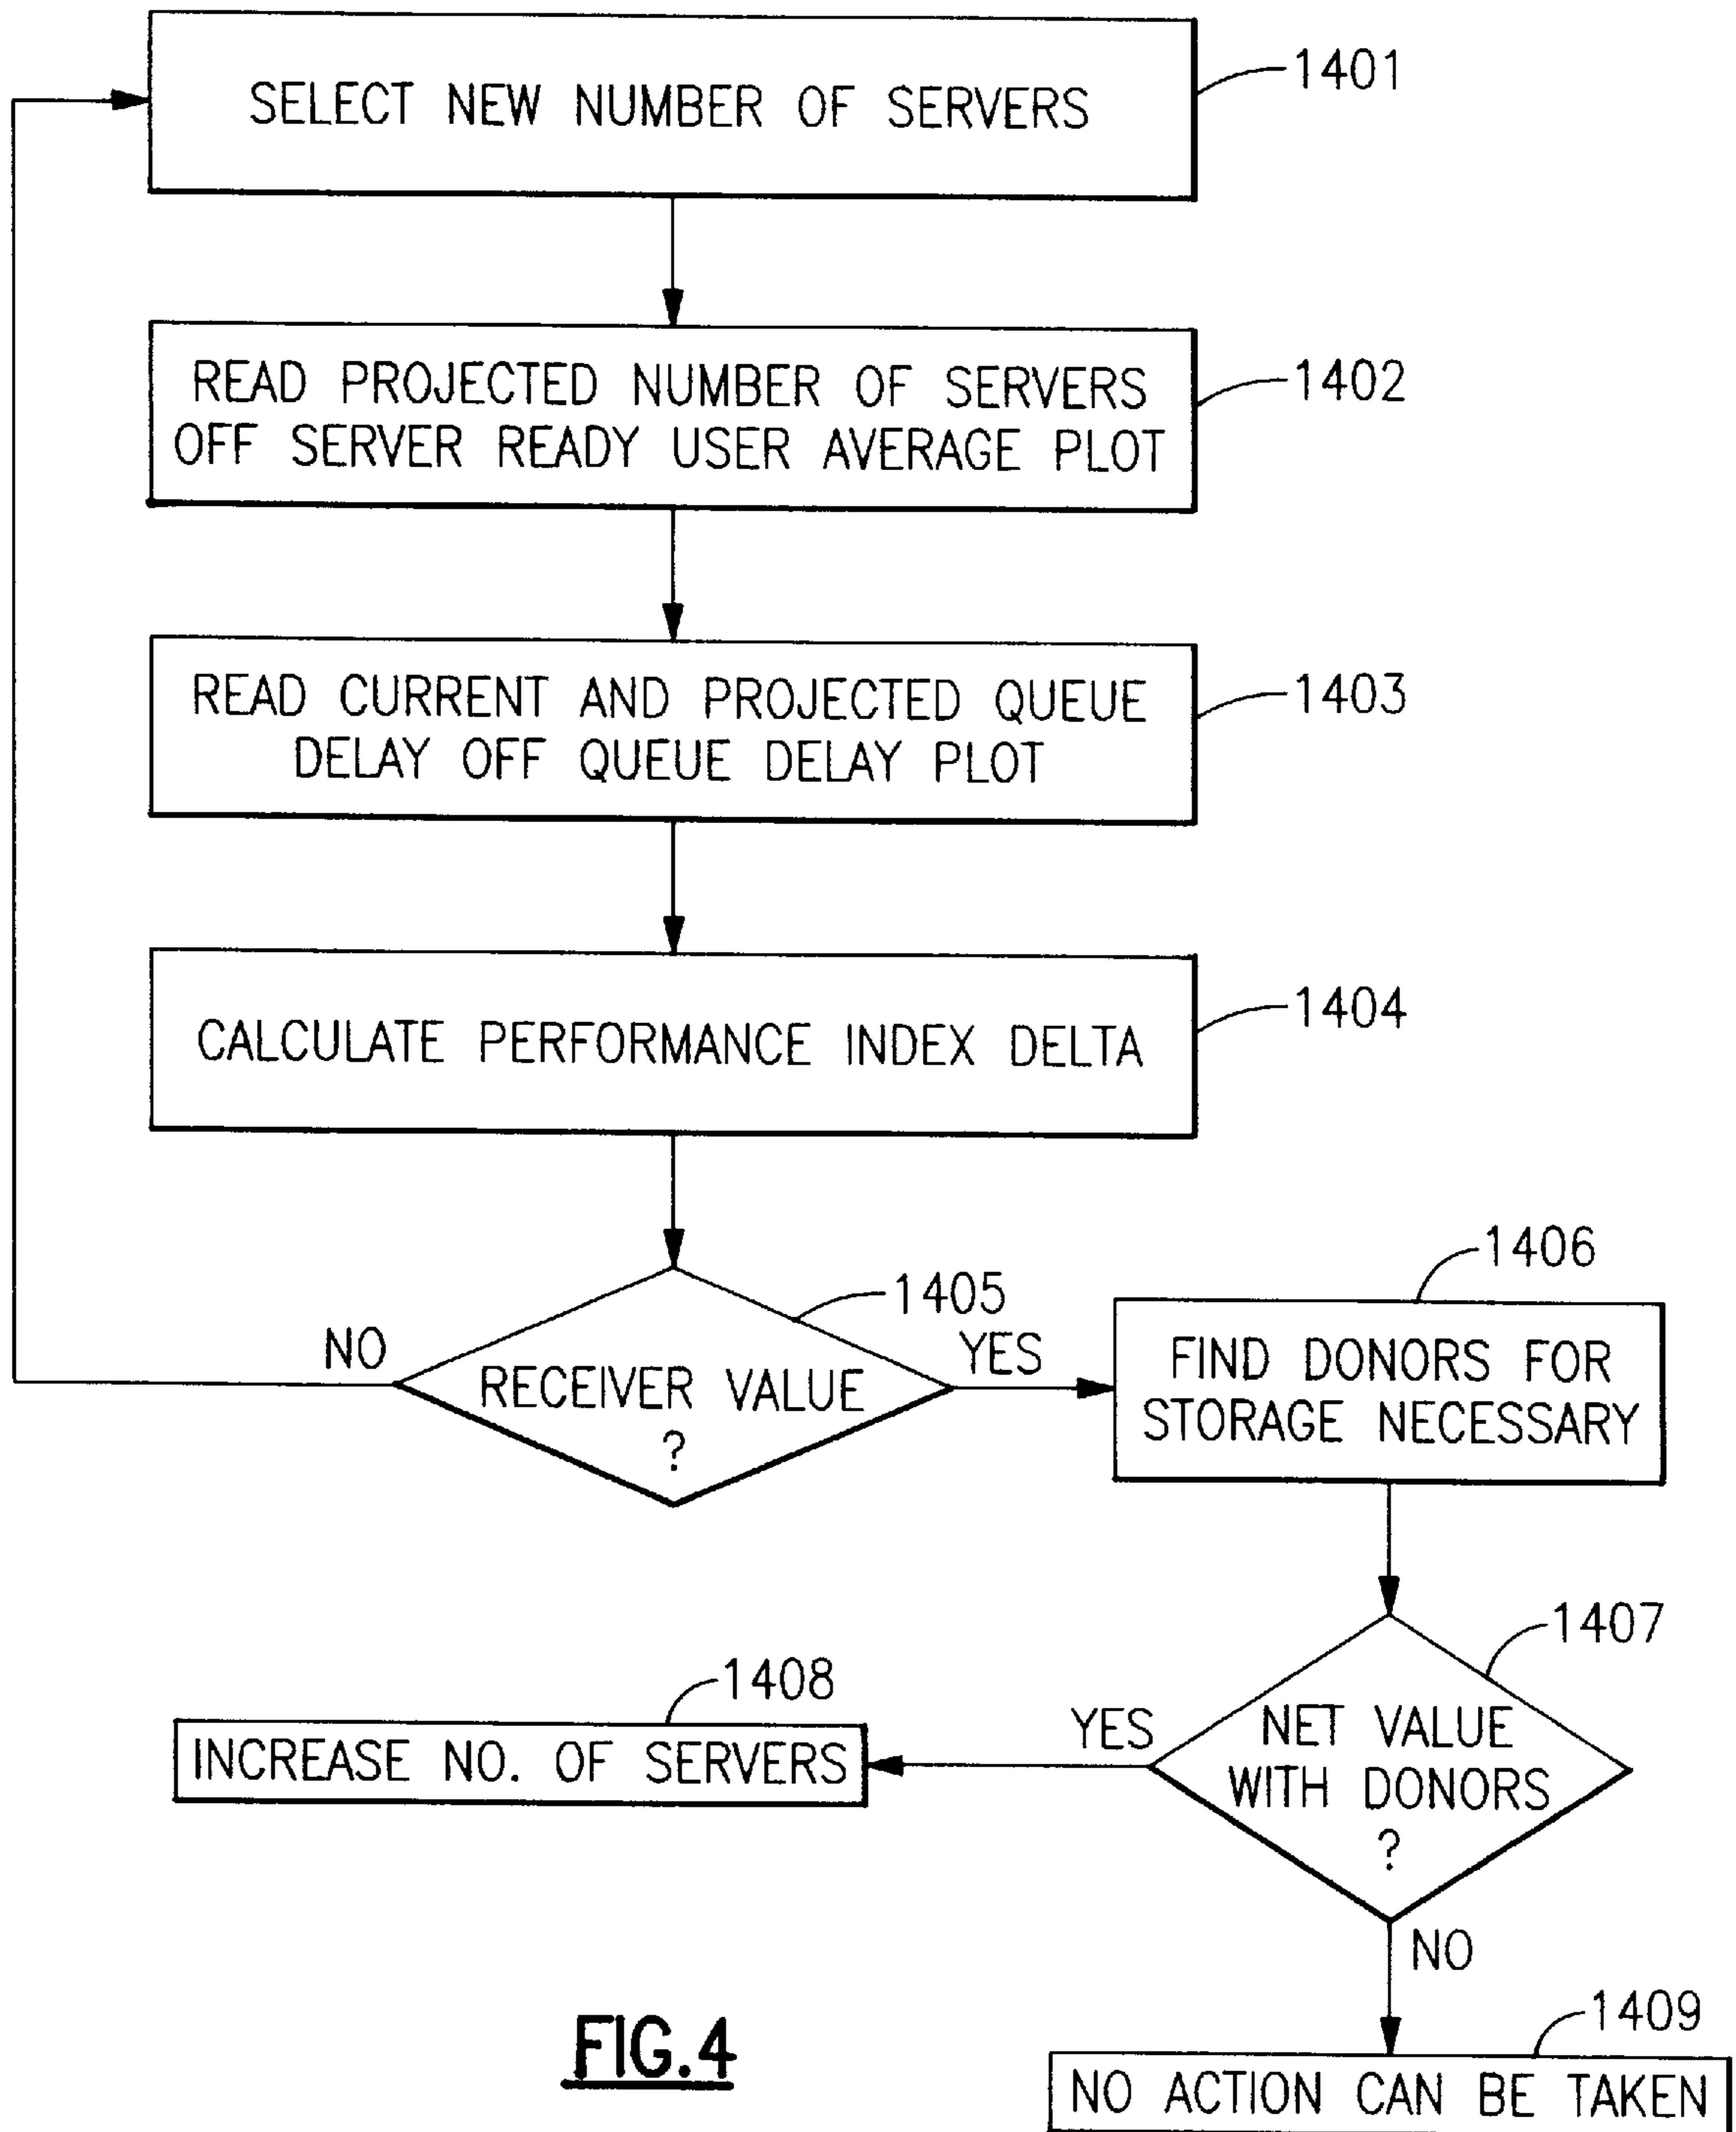 SELECT NEW NUMBER OF SERVERS
1401
READ PROJECTED NUMBER OF SERVERS
OFF SERVER READY USER AVERAGE PLOT
1402
READ CURRENT AND PROJECTED QUEUE
DELAY OFF QUEUE DELAY PLOT
1403
CALCULATE PERFORMANCE INDEX DELTA
1404
RECEIVER VALUE
?
1405
NO
YES
FIND DONORS FOR
STORAGE NECESSARY
1406
NET VALUE
WITH DONORS
?
1407
YES
INCREASE NO. OF SERVERS
1408
NO
NO ACTION CAN BE TAKEN
1409
FIG.4